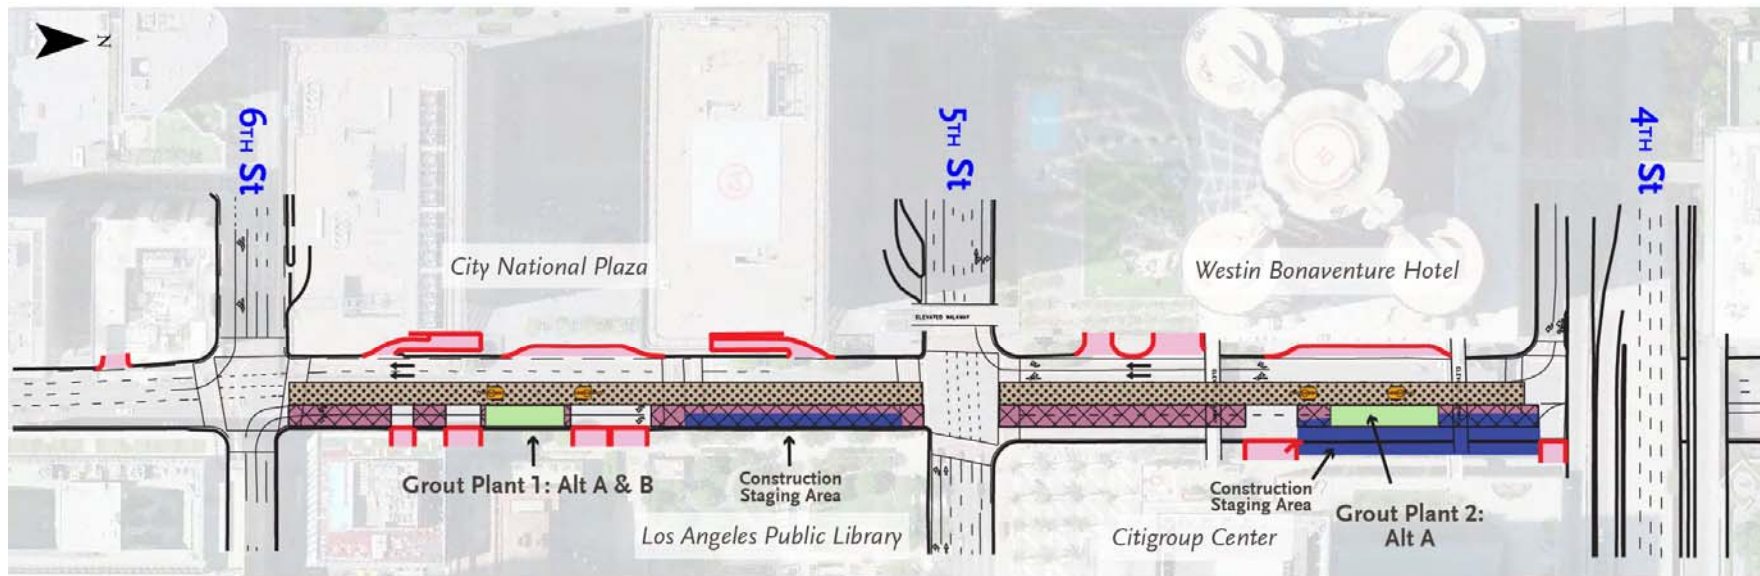 N
6TH St
5TH St
4TH St
City National Plaza
Westin Bonaventure Hotel
ELEVATED WALKWAY
Grout Plant 1: Alt A & B
Construction
Staging Area
Los Angeles Public Library
Construction
Staging Area
Citigroup Center
Grout Plant 2:
Alt A